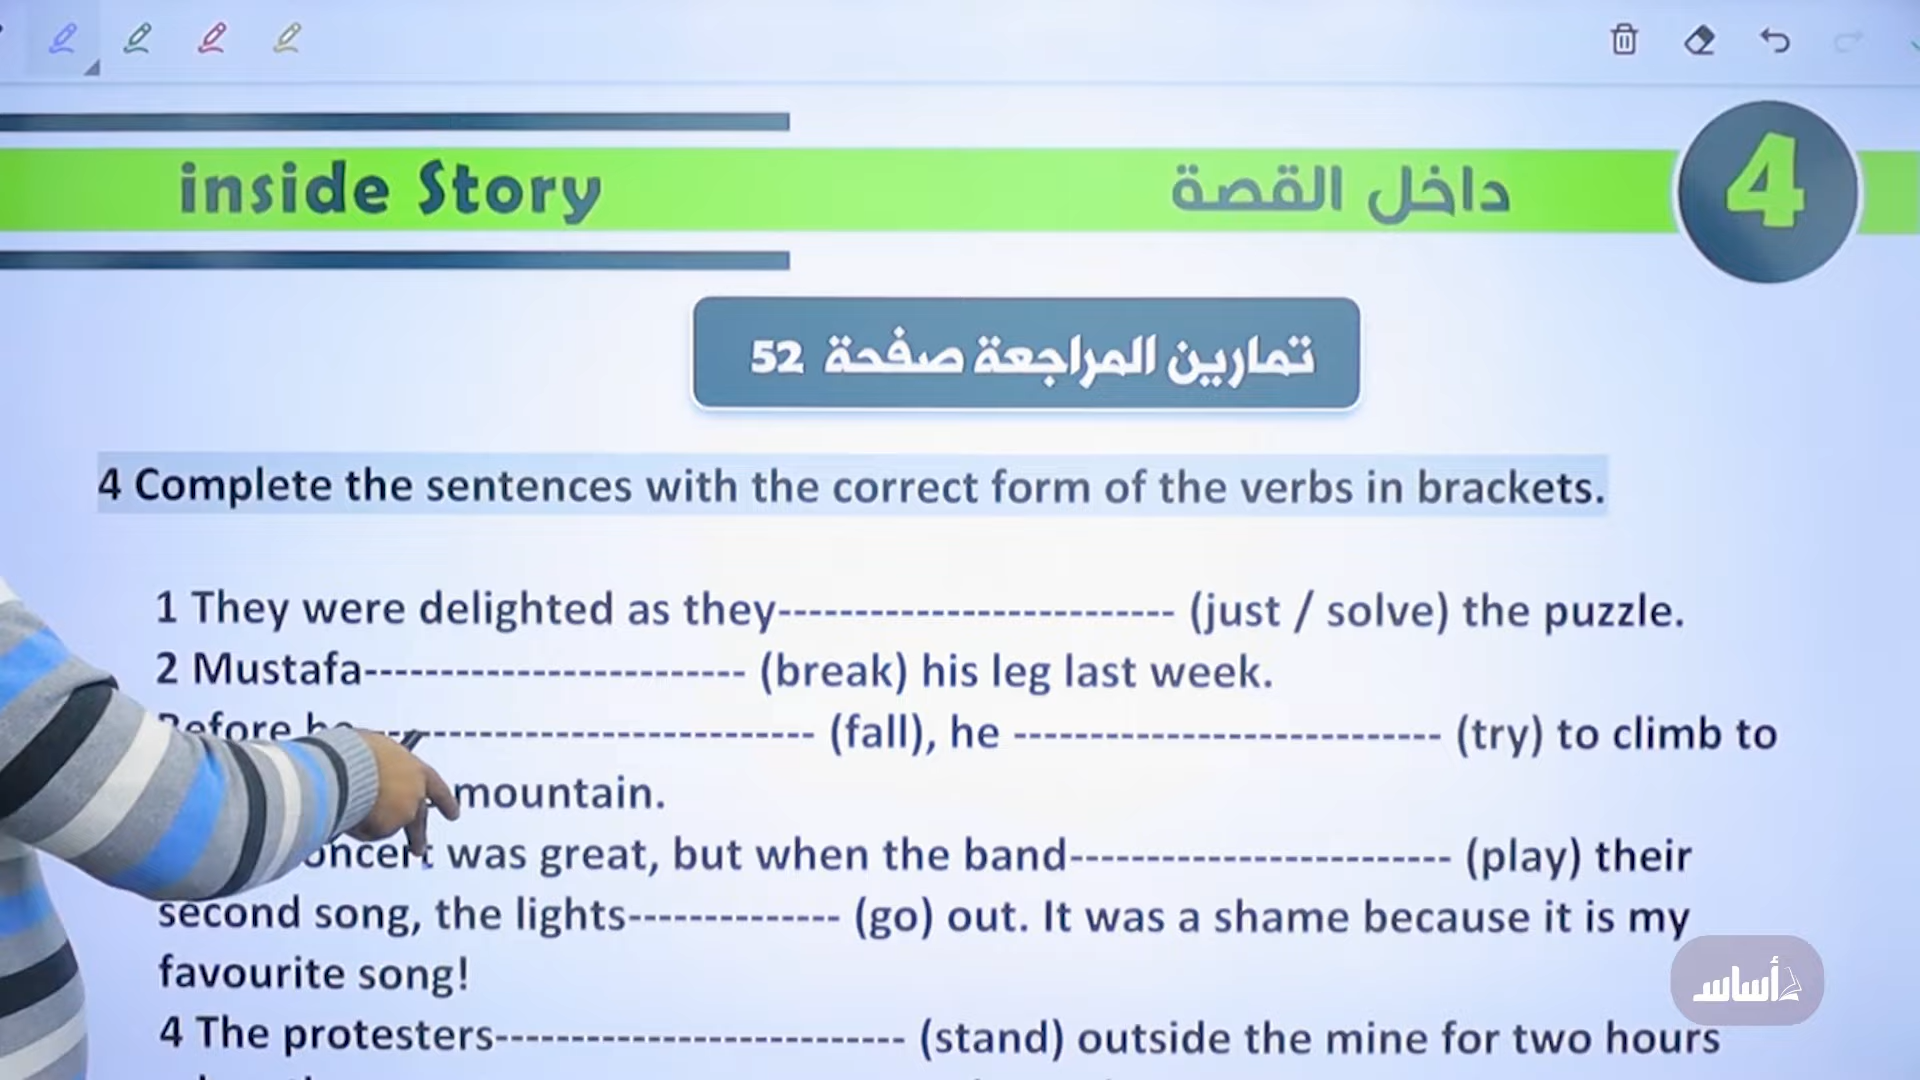 inside Story
داخل القصة
4
تمارين المراجعة صفحة 52
4 Complete the sentences with the correct form of the verbs in brackets.
1 They were delighted as they-------------------------- (just / solve) the puzzle.
2 Mustafa------------------------- (break) his leg last week.
Before he ---------------------------- (fall), he ---------------------------- (try) to climb to
mountain.
was great, but when the band------------------------- (play) their
second song, the lights-------------- (go) out. It was a shame because it is my
favourite song!
4 The protesters--------------------------- (stand) outside the mine for two hours
أساس